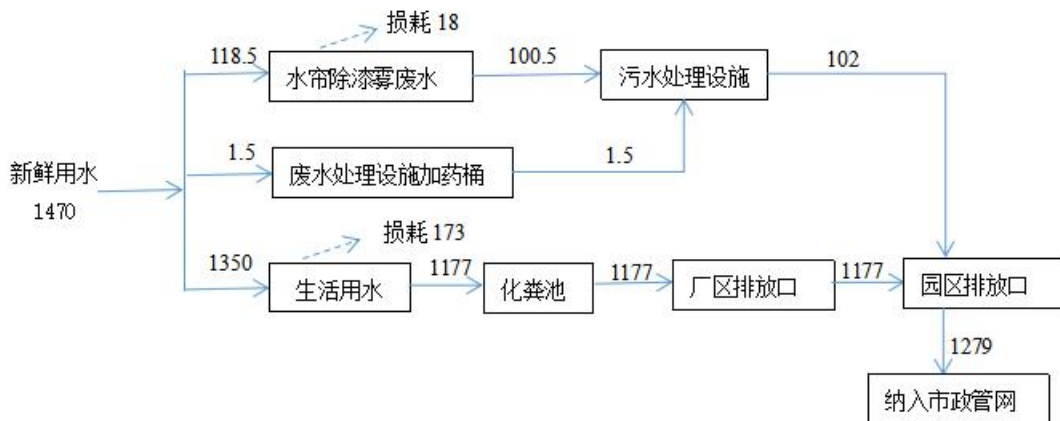 损耗 18
118.5
水帘除漆雾废水
100.5
污水处理设施
102
新鲜用水
1470
1.5
废水处理设施加药桶
1.5
损耗 173
1350
生活用水
1177
化粪池
1177
厂区排放口
1177
园区排放口
1279
纳入市政管网